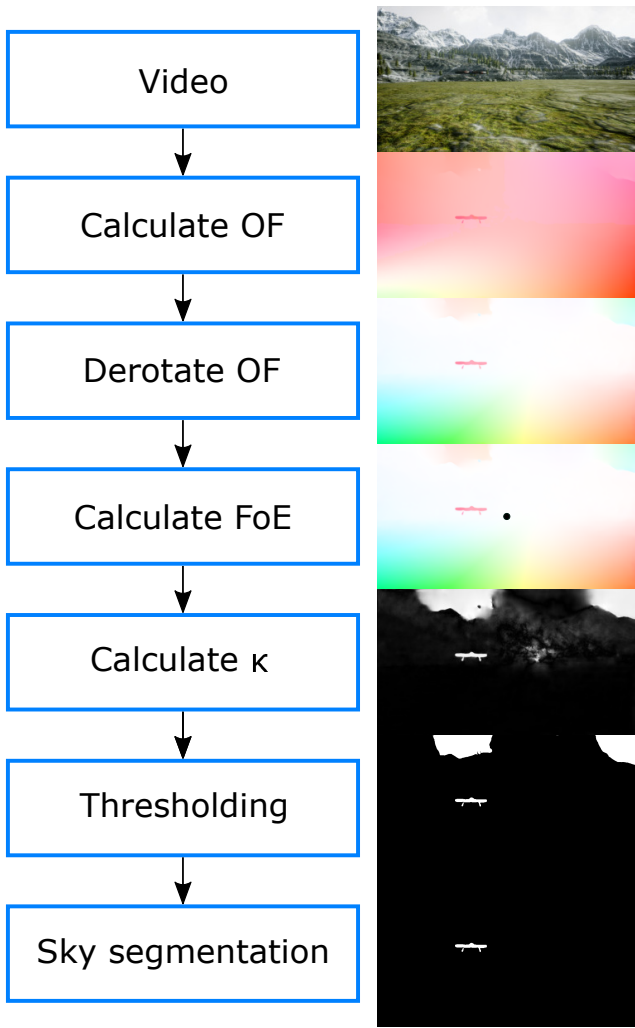 Video
Calculate OF
Derotate OF
Calculate FoE
Calculate κ
Thresholding
Sky segmentation